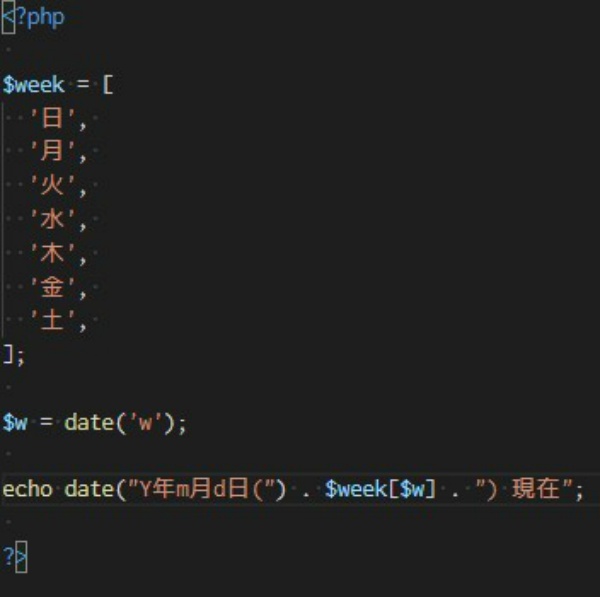 <?php
$week = [
  '日',
  '月',
  '火',
  '水',
  '木',
  '金',
  '土',
];
$w = date('w');
echo date("Y年m月d日(") . $week[$w] . ") 現在";
?>